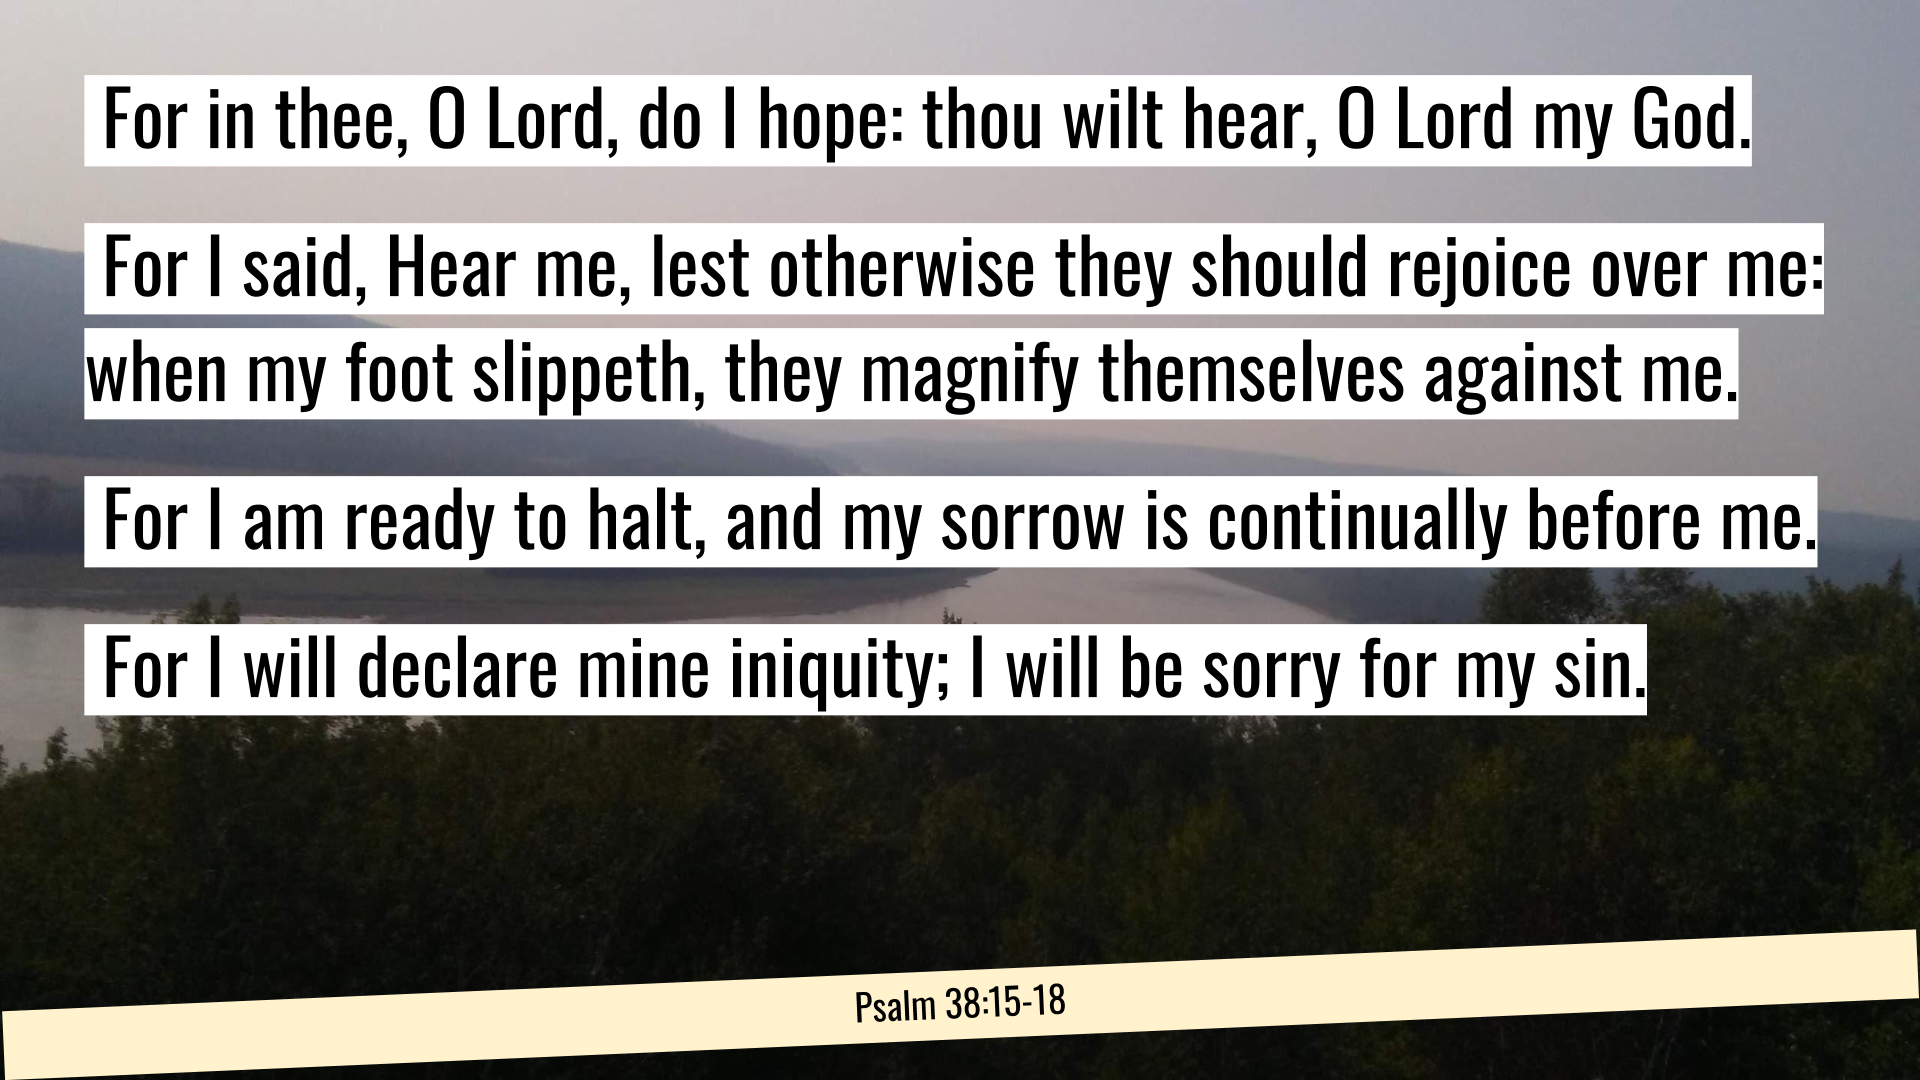 For in thee, O Lord, do I hope: thou wilt hear, O Lord my God.
For I said, Hear me, lest otherwise they should rejoice over me:
when my foot slippeth, they magnify themselves against me.
For I am ready to halt, and my sorrow is continually before me.
For I will declare mine iniquity; I will be sorry for my sin.
Psalm 38:15-18